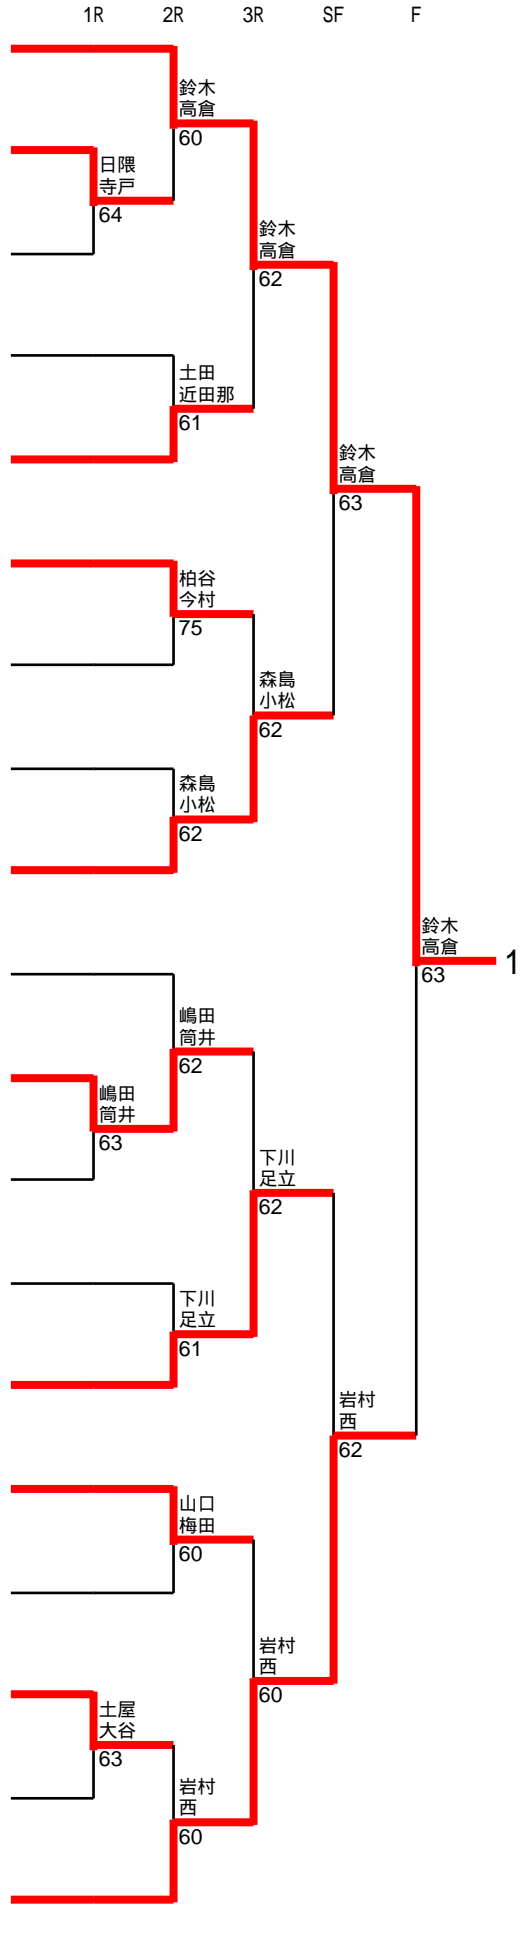 1R 2R 3R SF F
鈴木
高倉
60
日隈
寺戸
64
鈴木
高倉
62
土田
近田那
61
鈴木
高倉
63
柏谷
今村
75
森島
小松
62
森島
小松
62
鈴木
高倉
63
1
嶋田
筒井
62
嶋田
筒井
63
下川
足立
62
下川
足立
61
岩村
西
62
山口
梅田
60
岩村
西
60
土屋
大谷
63
岩村
西
60